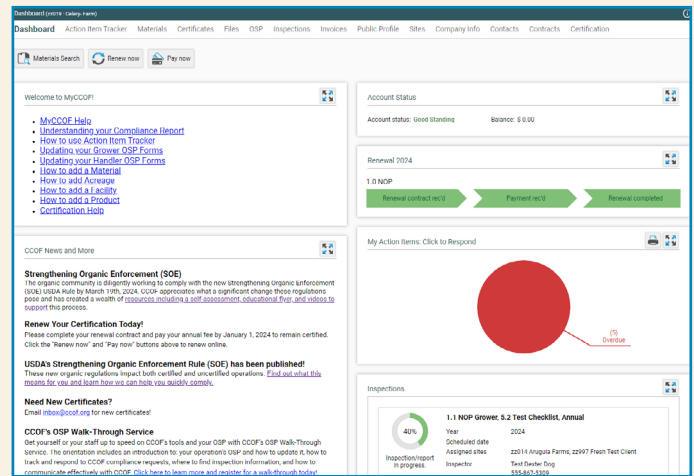 Dashboard (zz014 - Celery- Farm)
Dashboard Action Item Tracker Materials Certificates Files OSP Inspections Invoices Public Profile Sites Company Info Contacts Contracts Certification
Materials Search Renew now Pay now
Welcome to MyCCOF!
MyCCOF Help
Understanding your Compliance Report
How to use Action Item Tracker
Updating your Grower OSP Forms
Updating your Handler OSP Forms
How to add a Material
How to add Acreage
How to add a Facility
How to add a Product
Certification Help
CCOF News and More
Strengthening Organic Enforcement (SOE)
The organic community is diligently working to comply with the new Strengthening Organic Enforcement
(SOE) USDA Rule by March 19th, 2024. CCOF appreciates what a significant change these regulations
pose and has created a wealth of resources including a self assessment, educational flyer, and videos to
support this process.
Renew Your Certification Today!
Please complete your renewal contract and pay your annual fee by January 1, 2024 to remain certified.
Click the "Renew now" and "Pay now" buttons above to renew online.
USDA's Strengthening Organic Enforcement Rule (SOE) has been published!
These new organic regulations impact both certified and uncertified operations. Find out what this
means for you and learn how we can help you quickly comply.
Need New Certificates?
Email inbox@ccof.org for new certificates!
CCOF's OSP Walk-Through Service
Get yourself or your staff up to speed on CCOF's tools and your OSP with CCOF's OSP Walk-Through
Service. The orientation includes an introduction to: your operation's OSP and how to update it, how to
track and respond to CCOF compliance requests, where to find inspection information, and how to
communicate effectively with CCOF. Click here to learn more and register for a walk-through today!
Account Status
Account status: Good Standing Balance: $ 0.00
Renewal 2024
1.0 NOP
Renewal contract rec'd Payment rec'd Renewal completed
My Action Items: Click to Respond
(5)
Overdue
Inspections
40%
Inspection/report
in progress.
1.1 NOP Grower, 5.2 Test Checklist, Annual
Year 2024
Scheduled date
Assigned sites zz014 Arugula Farms, zz997 Fresh Test Client
Inspector Test Dexter Dog
555-867-5309